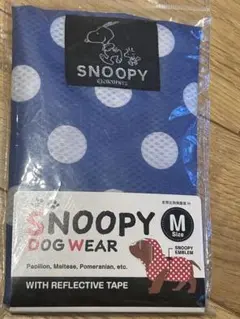 SNOOPY
SNOOPY
DOG WEAR
M
Size
SNOOPY
EMBLEM
Papillon, Maltese, Pomeranian, etc.
WITH REFLECTIVE TAPE